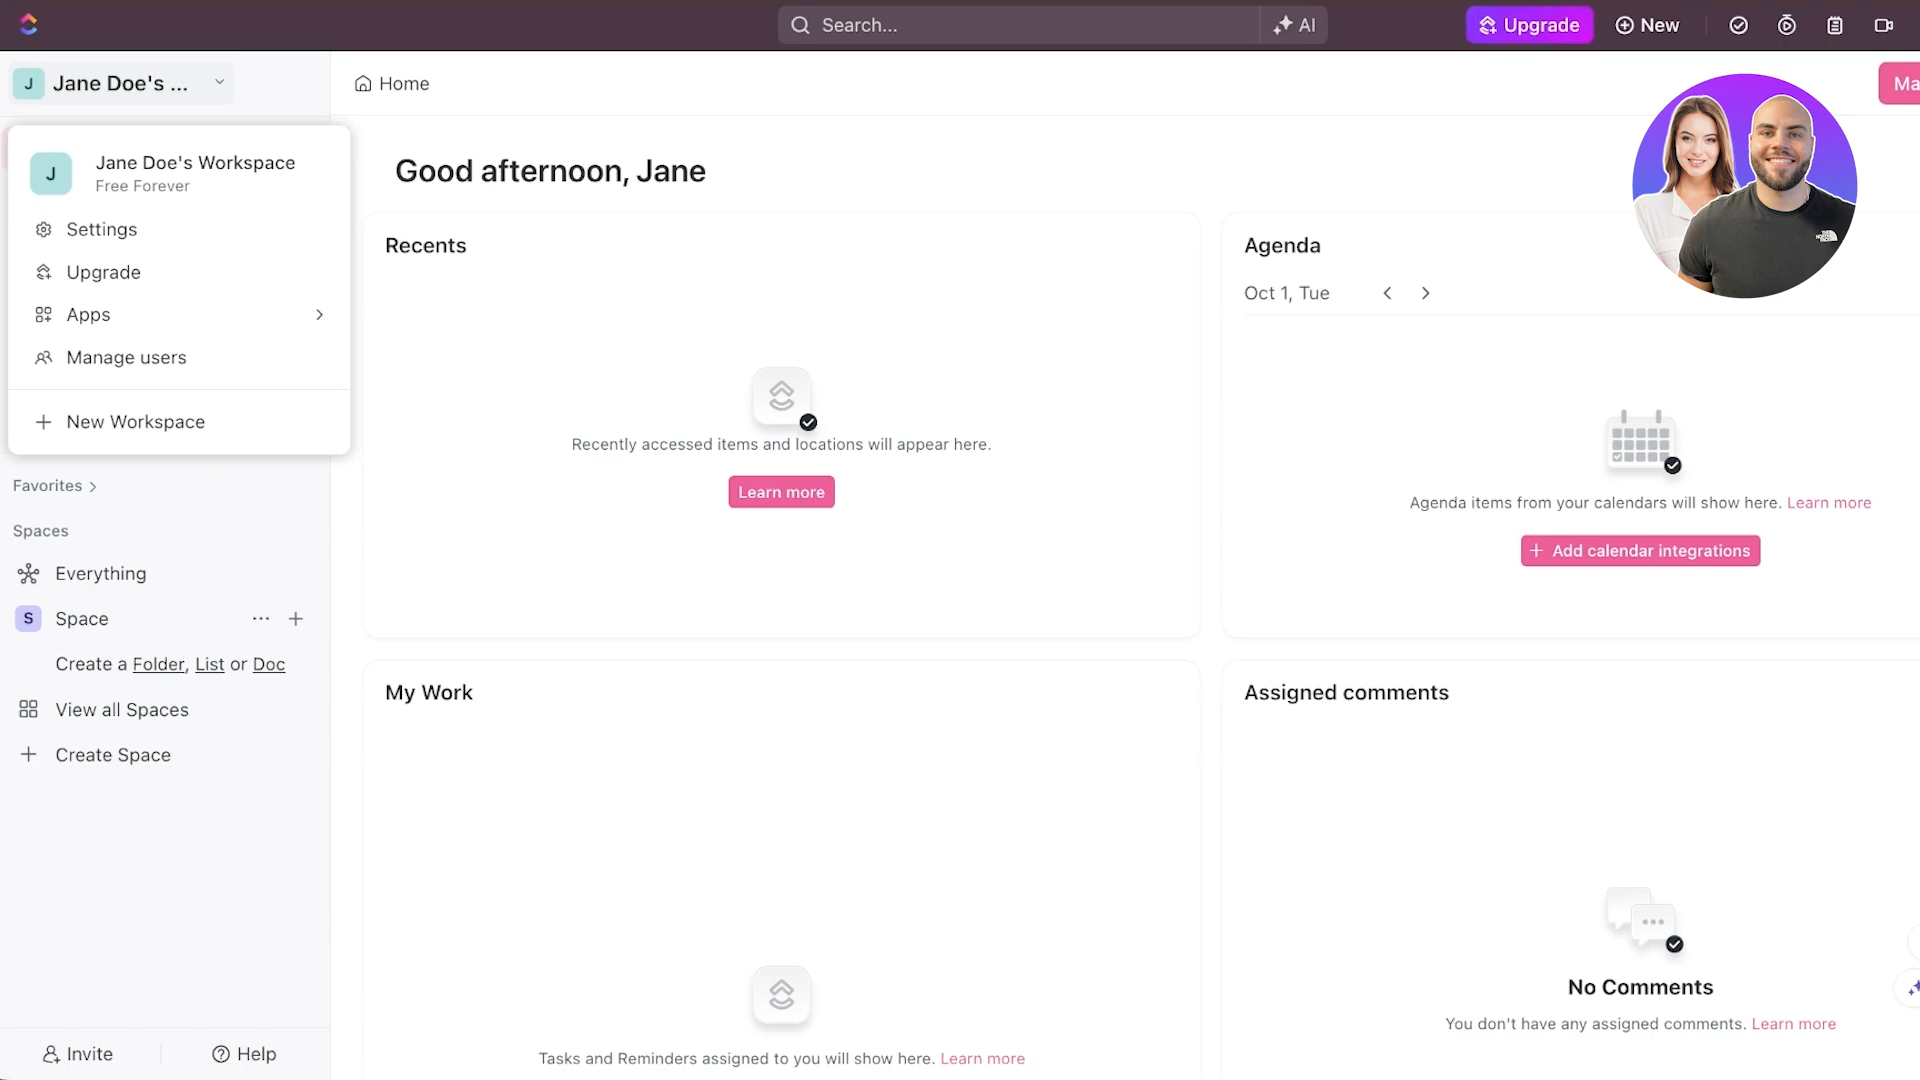 Search...
AI
Upgrade
New
J
Jane Doe's ...
Home
Ma
J
Jane Doe's Workspace
Free Forever
Settings
Upgrade
Apps
Manage users
New Workspace
Favorites
Spaces
Everything
S
Space
Create a Folder, List or Doc
View all Spaces
Create Space
Invite
Help
Good afternoon, Jane
Recents
Recently accessed items and locations will appear here.
Learn more
Agenda
Oct 1, Tue
Agenda items from your calendars will show here. Learn more
Add calendar integrations
My Work
Tasks and Reminders assigned to you will show here. Learn more
Assigned comments
No Comments
You don't have any assigned comments. Learn more